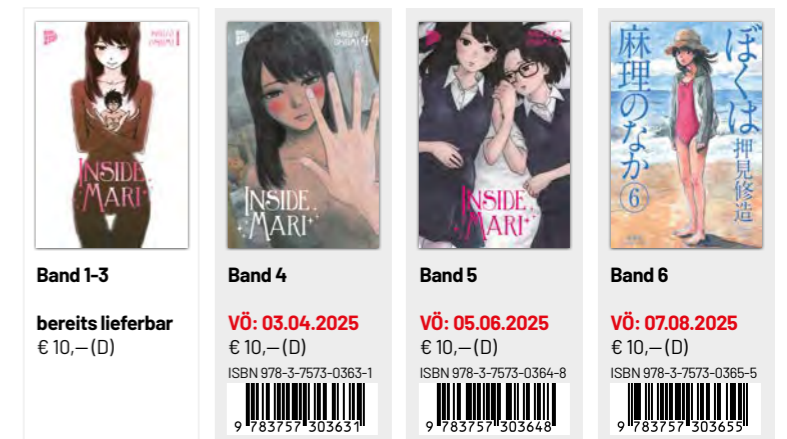 INSIDE
MARI
Band 1-3
bereits lieferbar
€ 10,– (D)
4
INSIDE
MARI
Band 4
VÖ: 03.04.2025
€ 10,– (D)
ISBN 978-3-7573-0363-1
9 783757 303631
INSIDE
MARI
Band 5
VÖ: 05.06.2025
€ 10,– (D)
ISBN 978-3-7573-0364-8
9 783757 303648
ぼくは
麻理のなか
⑥
押見修造
Band 6
VÖ: 07.08.2025
€ 10,– (D)
ISBN 978-3-7573-0365-5
9 783757 303655